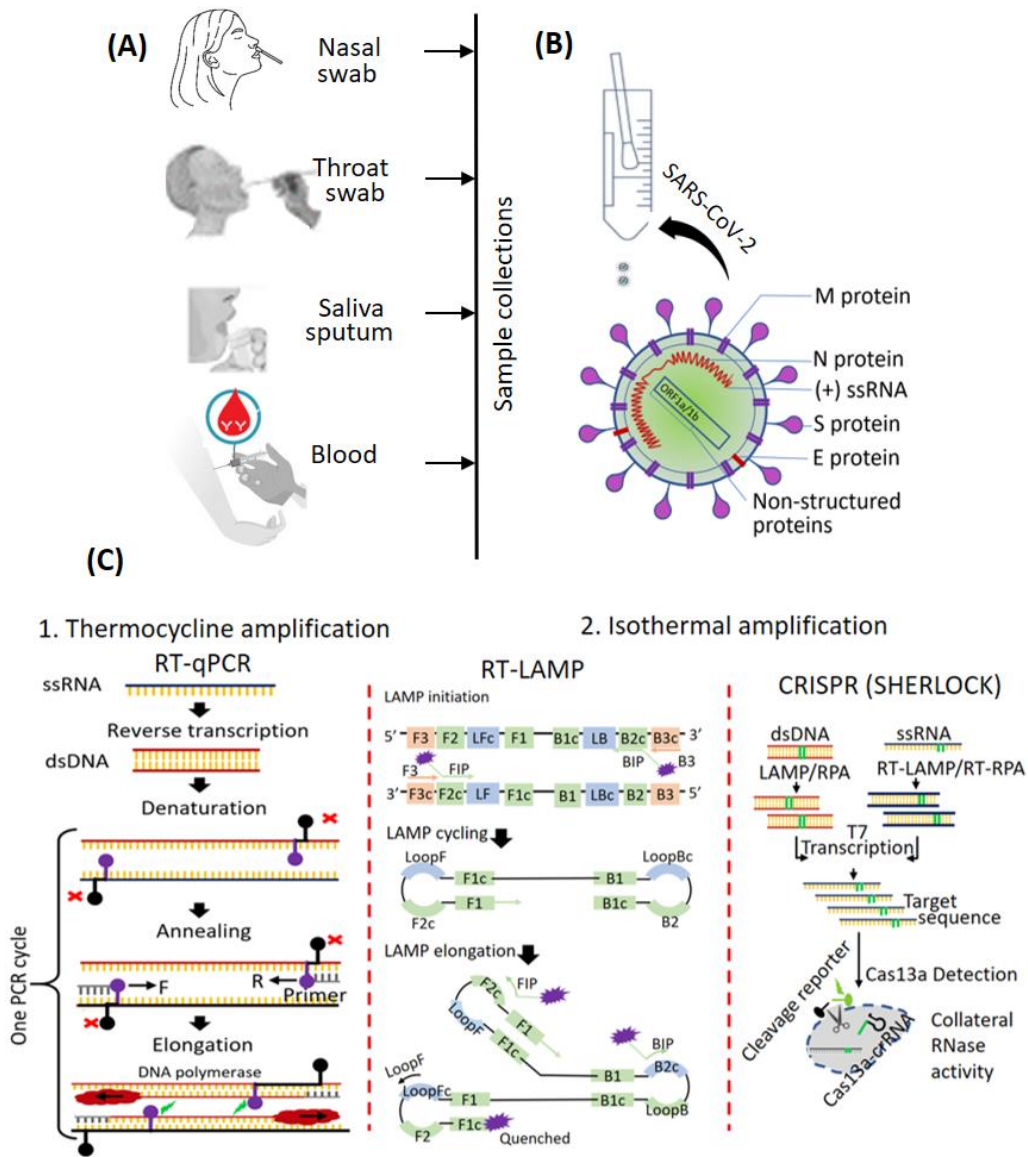 (A)
Nasal
swab
Throat
swab
Saliva
sputum
Blood
Sample collections
(B)
SARS-CoV-2
M protein
N protein
(+) ssRNA
S protein
E protein
Non-structured
proteins
ORF1a/1b
(C)
1. Thermocycline amplification
RT-qPCR
ssRNA
Reverse transcription
dsDNA
Denaturation
Annealing
F
R
Primer
Elongation
DNA polymerase
One PCR cycle
2. Isothermal amplification
RT-LAMP
LAMP initiation
5′ F3 F2 LFc F1 B1c LB B2c B3c 3′
F3 FIP BIP B3
3′ F3c F2c LF F1c B1 LBc B2 B3 5′
LAMP cycling
LoopF F1c B1 LoopBc
F1 B1c
F2c B2
LAMP elongation
F2c FIP
LoopF F1
F1c BIP
B1 B2c
LoopF
LoopFc F1 B1c LoopB
F2 F1c Quenched
CRISPR (SHERLOCK)
dsDNA ssRNA
LAMP/RPA RT-LAMP/RT-RPA
T7
Transcription
Target
sequence
Cas13a Detection
Cleavage reporter
Cas13a-crRNA
Collateral
RNase
activity